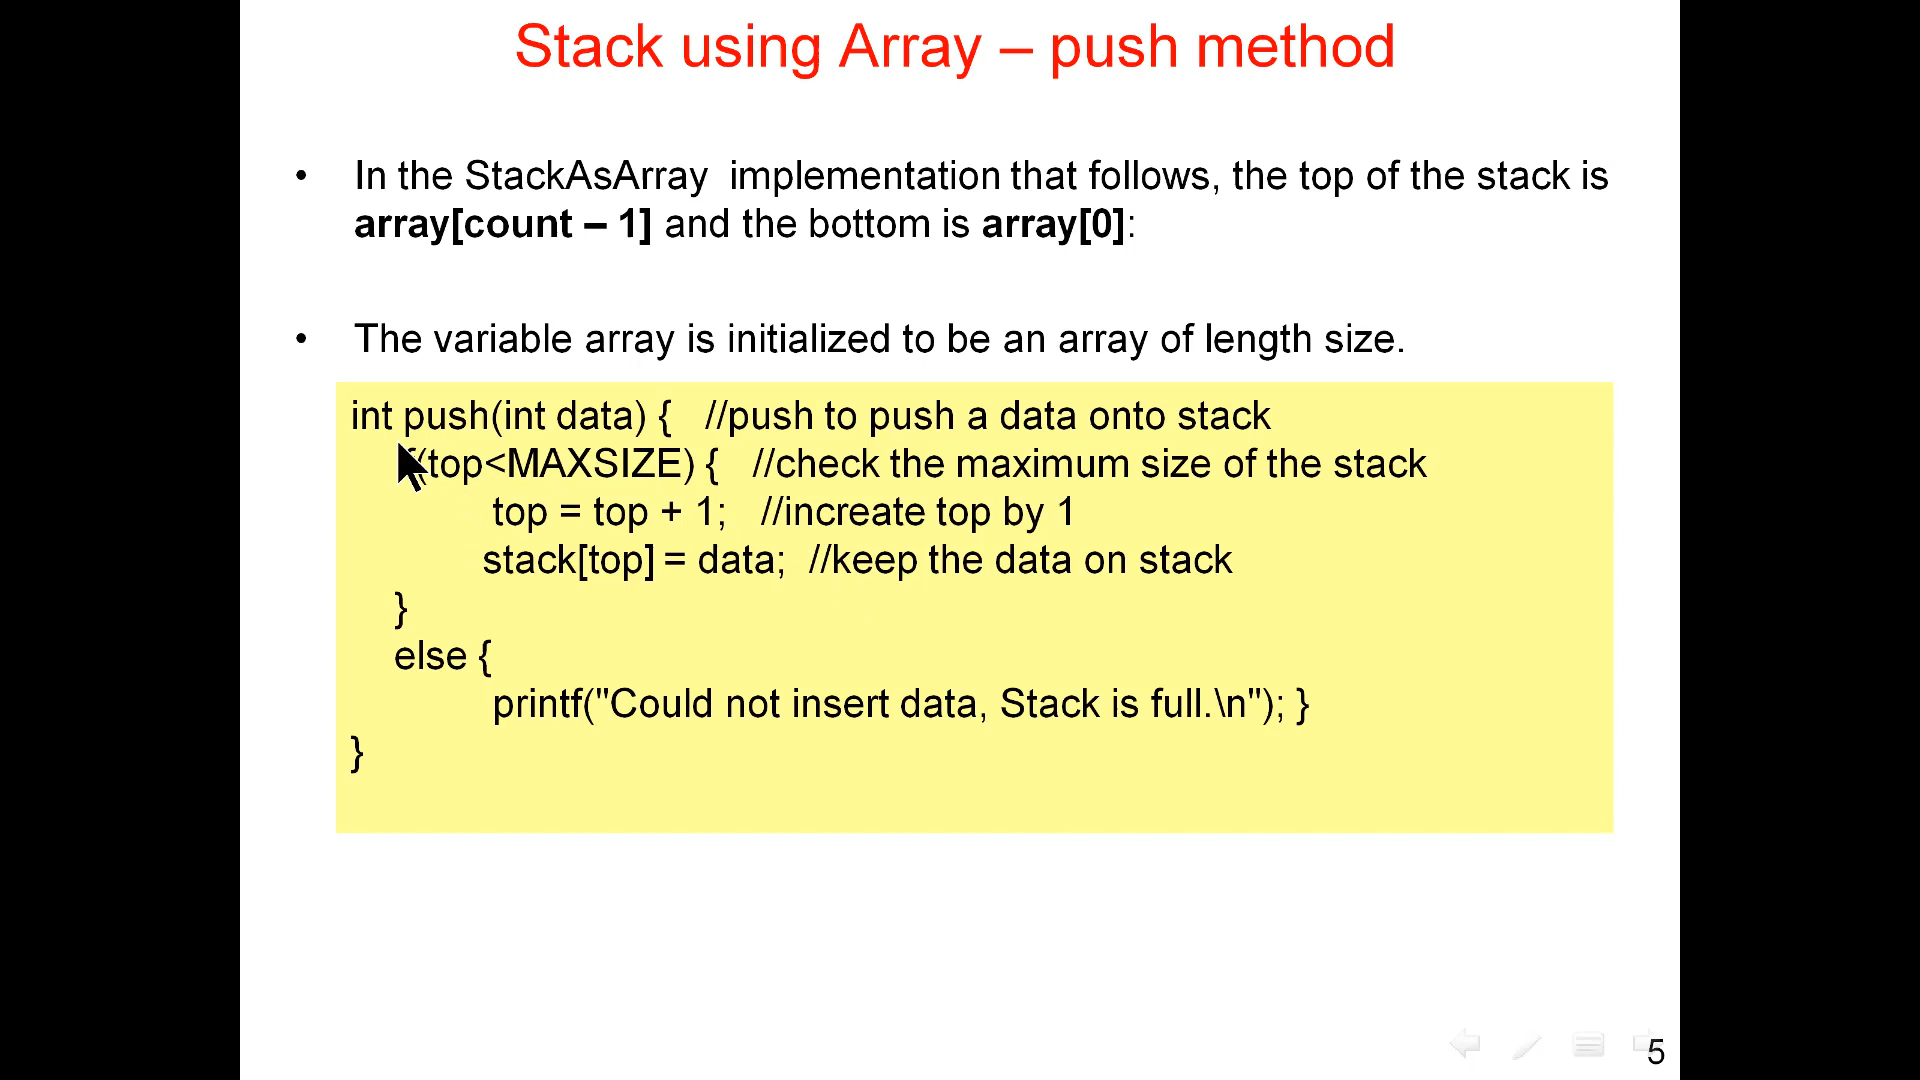 Stack using Array – push method
• In the StackAsArray implementation that follows, the top of the stack is
array[count – 1] and the bottom is array[0]:
• The variable array is initialized to be an array of length size.
int push(int data) { //push to push a data onto stack
if(top<MAXSIZE) { //check the maximum size of the stack
top = top + 1; //increate top by 1
stack[top] = data; //keep the data on stack
}
else {
printf("Could not insert data, Stack is full.\n"); }
}
5